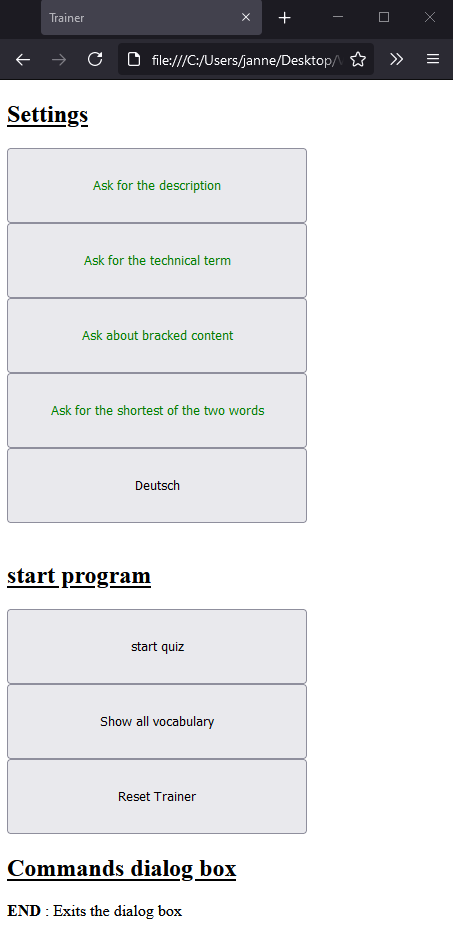 Trainer
file:///C:/Users/janne/Desktop/V
Settings
Ask for the description
Ask for the technical term
Ask about bracked content
Ask for the shortest of the two words
Deutsch
start program
start quiz
Show all vocabulary
Reset Trainer
Commands dialog box
END : Exits the dialog box